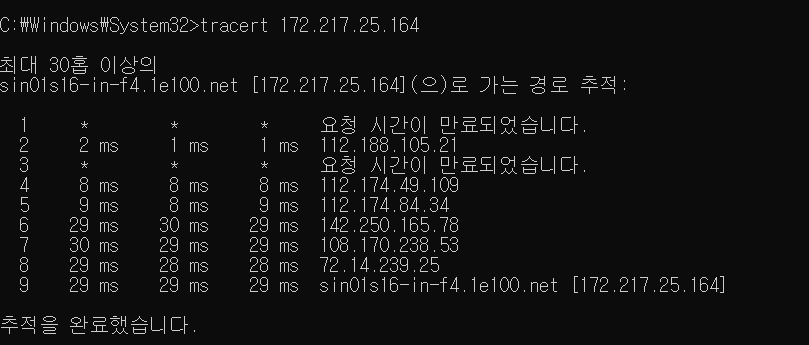 C:\Windows\System32>tracert 172.217.25.164
최대 30홉 이상의
sin01s16-in-f4.1e100.net [172.217.25.164](으)로 가는 경로 추적:
1 * * * 요청 시간이 만료되었습니다.
2 2 ms 1 ms 1 ms 112.188.105.21
3 * * * 요청 시간이 만료되었습니다.
4 8 ms 8 ms 8 ms 112.174.49.109
5 9 ms 8 ms 9 ms 112.174.84.34
6 29 ms 30 ms 29 ms 142.250.165.78
7 30 ms 29 ms 29 ms 108.170.238.53
8 29 ms 28 ms 28 ms 72.14.239.25
9 29 ms 29 ms 29 ms sin01s16-in-f4.1e100.net [172.217.25.164]
추적을 완료했습니다.